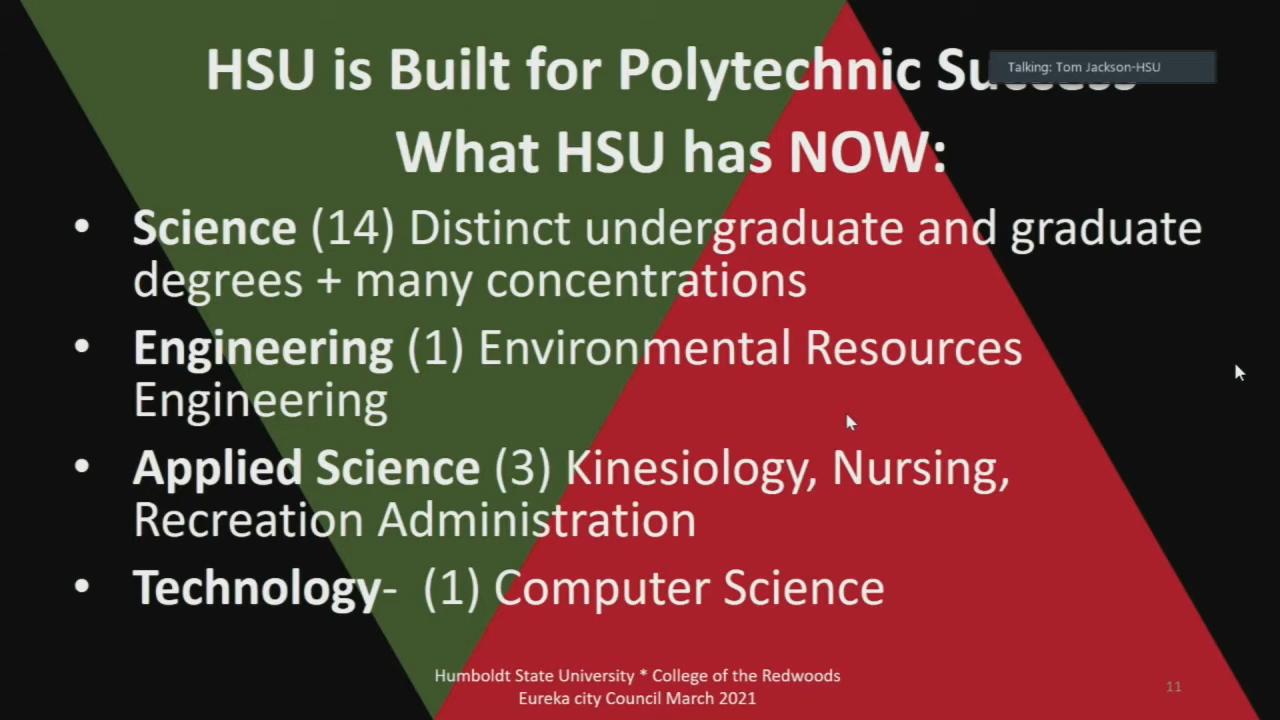 HSU is Built for Polytechnic Success
Talking: Tom Jackson-HSU
What HSU has NOW:
• Science (14) Distinct undergraduate and graduate
degrees + many concentrations
• Engineering (1) Environmental Resources
Engineering
• Applied Science (3) Kinesiology, Nursing,
Recreation Administration
• Technology- (1) Computer Science
Humboldt State University * College of the Redwoods
Eureka city Council March 2021
11